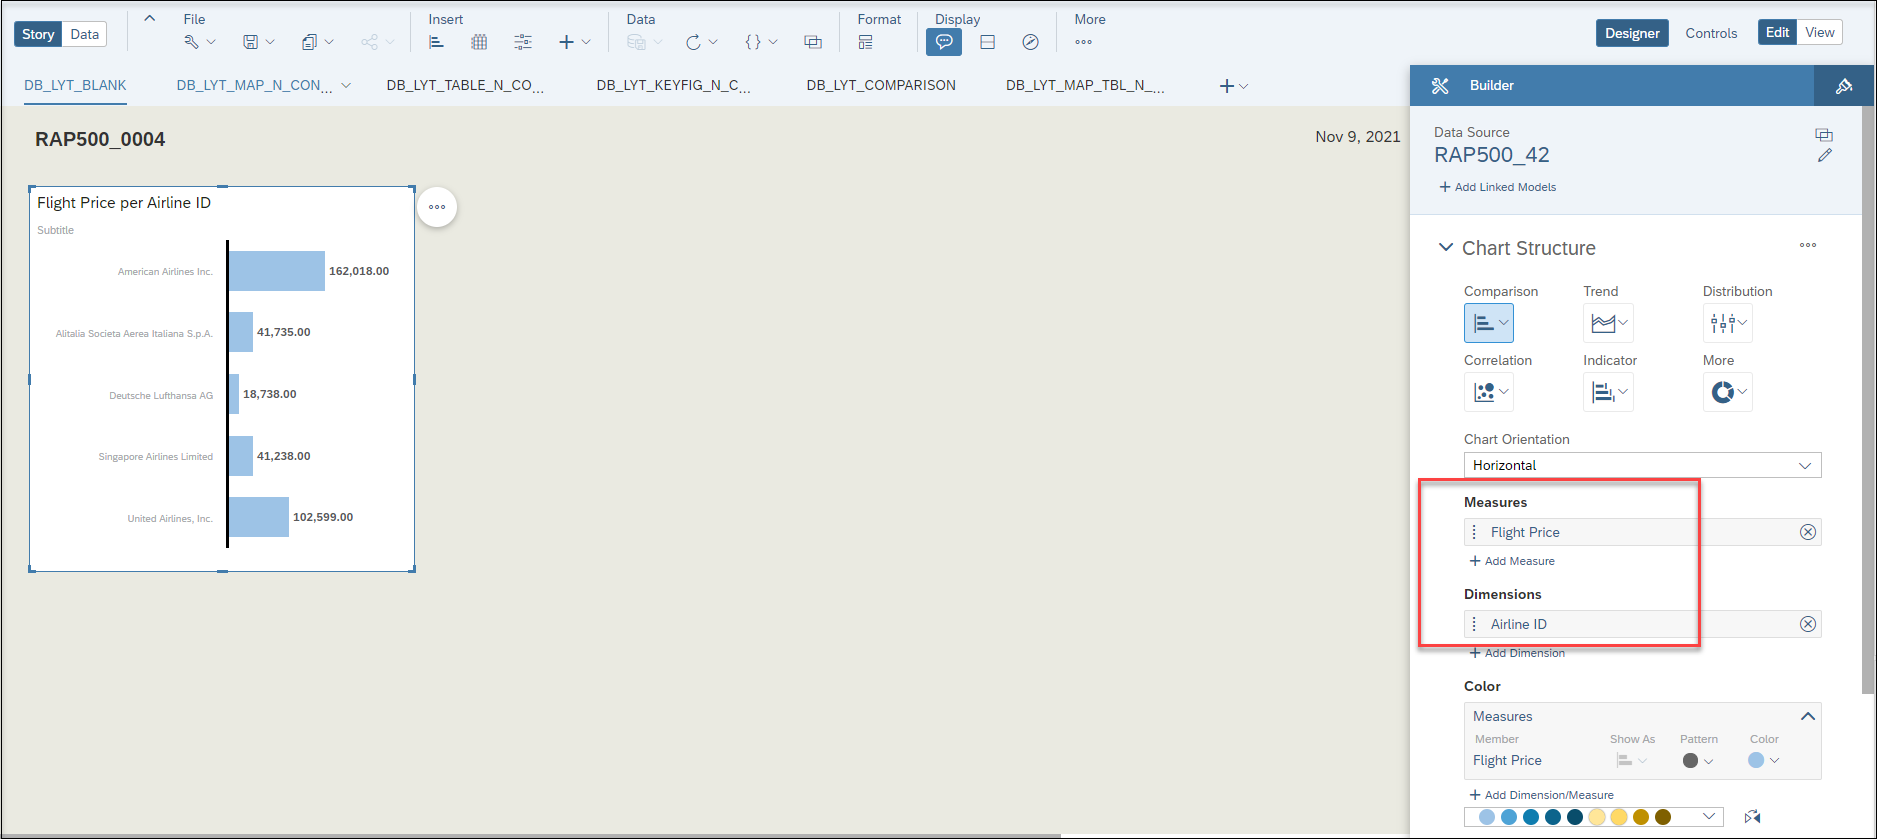 Story Data
File
Insert
Data
Format
Display
More
Designer Controls Edit View
DB_LYT_BLANK DB_LYT_MAP_N_CON... DB_LYT_TABLE_N_CO... DB_LYT_KEYFIG_N_C... DB_LYT_COMPARISON DB_LYT_MAP_TBL_N_...
RAP500_0004
Nov 9, 2021
Flight Price per Airline ID
Subtitle
American Airlines Inc. 162,018.00
Alitalia Societa Aerea Italiana S.p.A. 41,735.00
Deutsche Lufthansa AG 18,738.00
Singapore Airlines Limited 41,238.00
United Airlines, Inc. 102,599.00
Builder
Data Source
RAP500_42
+ Add Linked Models
Chart Structure
Comparison Trend Distribution
Correlation Indicator More
Chart Orientation
Horizontal
Measures
Flight Price
+ Add Measure
Dimensions
Airline ID
+ Add Dimension
Color
Measures
Member Show As Pattern Color
Flight Price
+ Add Dimension/Measure